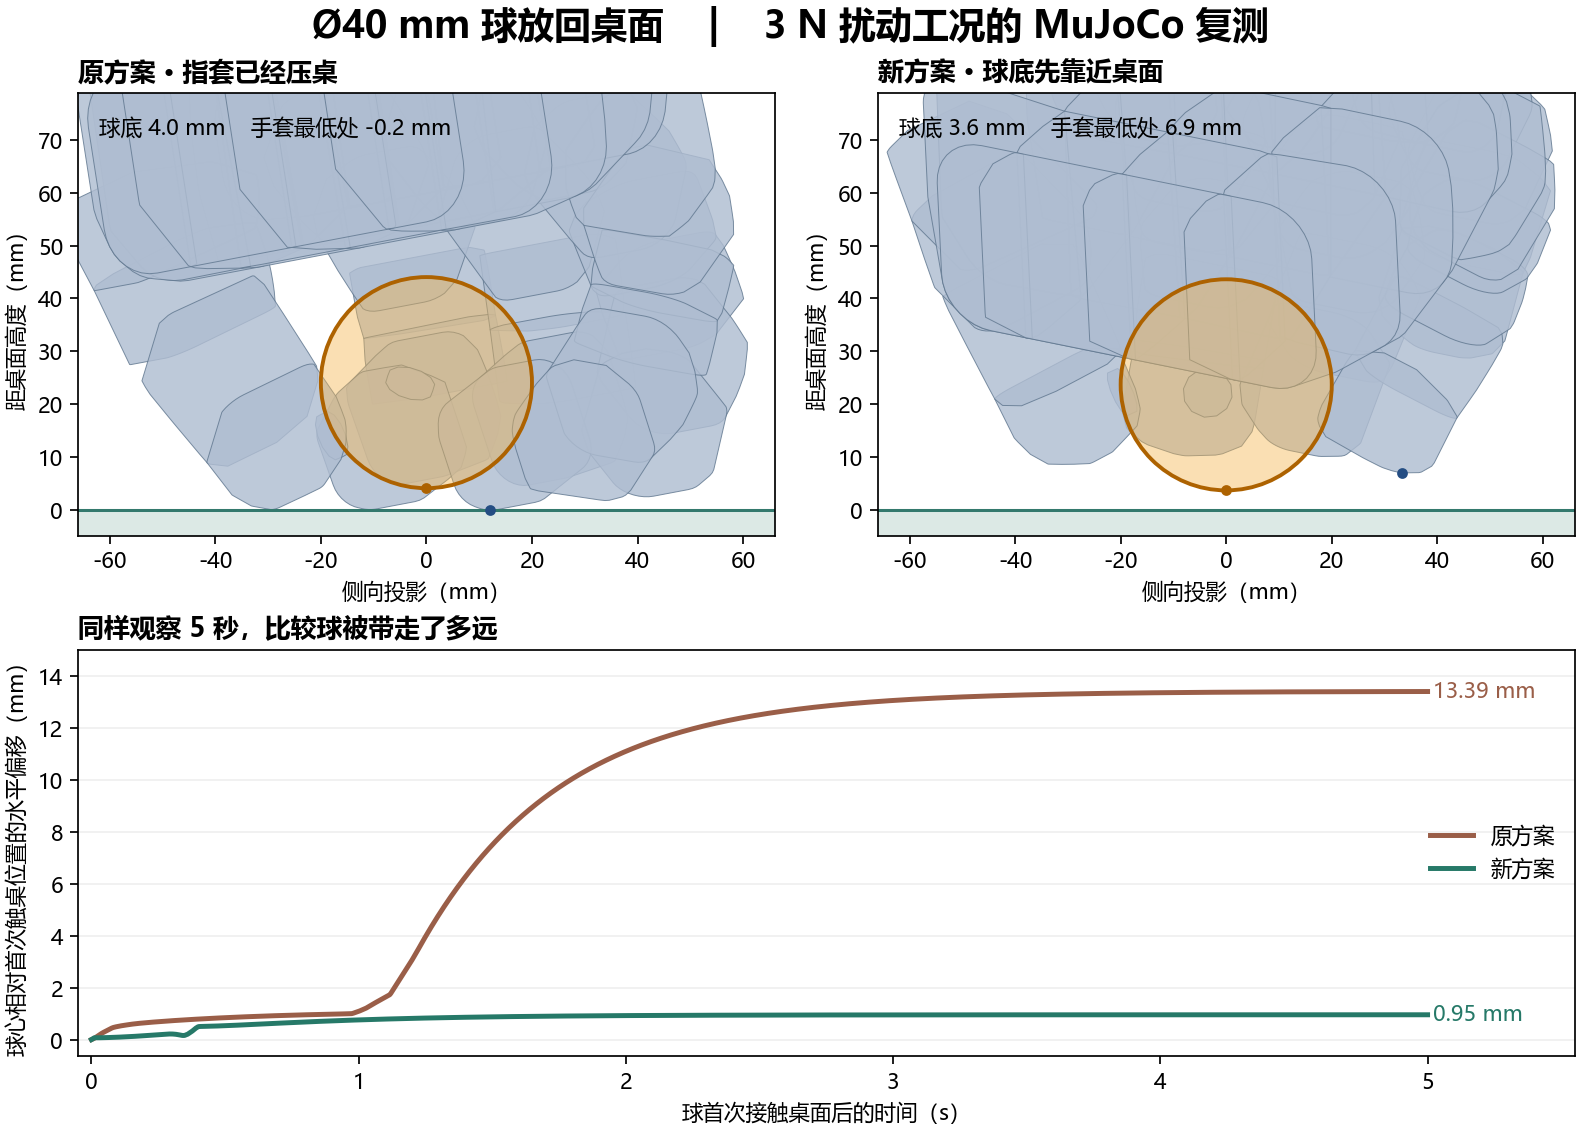 Ø40 mm 球放回桌面 | 3 N 扰动工况的 MuJoCo 复测
原方案 • 指套已经压桌
球底 4.0 mm 手套最低处 -0.2 mm
距桌面高度（mm）
70
60
50
40
30
20
10
0
-60 -40 -20 0 20 40 60
侧向投影（mm）
新方案 • 球底先靠近桌面
球底 3.6 mm 手套最低处 6.9 mm
距桌面高度（mm）
70
60
50
40
30
20
10
0
-60 -40 -20 0 20 40 60
侧向投影（mm）
同样观察 5 秒，比较球被带走了多远
球心相对首次触桌位置的水平偏移（mm）
14
12
10
8
6
4
2
0
13.39 mm
原方案
新方案
0.95 mm
0 1 2 3 4 5
球首次接触桌面后的时间（s）